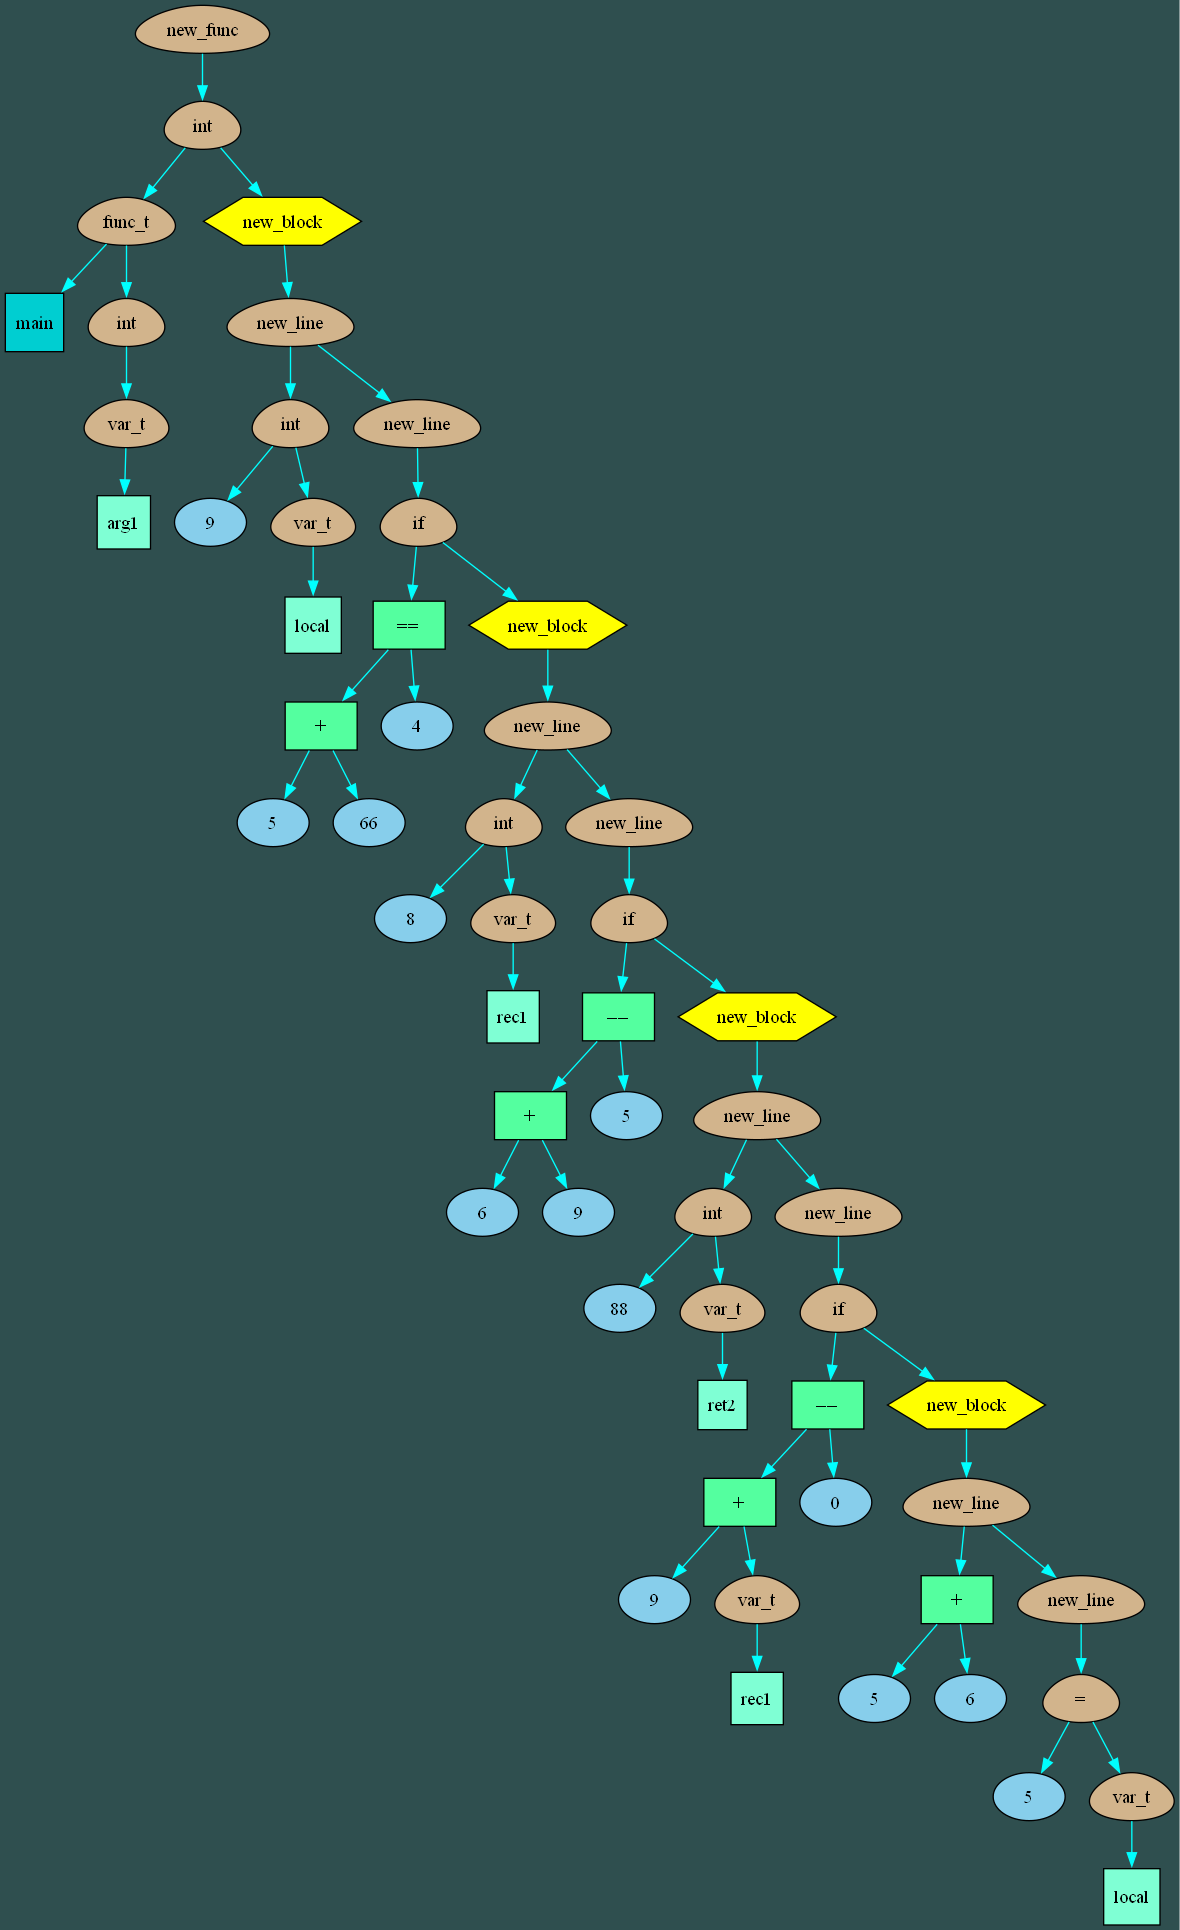 new_func
int
func_t new_block
main int new_line
var_t int new_line
arg1 9 var_t if
local == new_block
+ 4 new_line
5 66 int new_line
8 var_t if
rec1 == new_block
+ 5 new_line
6 9 int new_line
88 var_t if
ret2 == new_block
+ 0 new_line
9 var_t + new_line
rec1 5 6 =
5 var_t
local